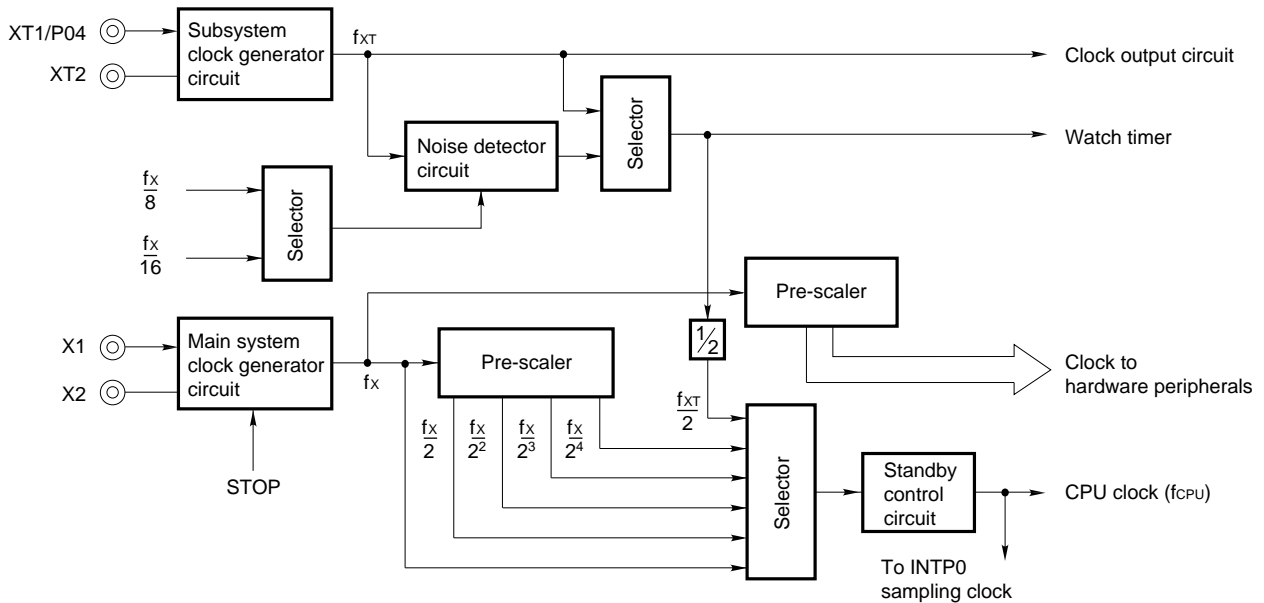 XT1/P04
XT2
Subsystem
clock generator
circuit
fXT
Clock output circuit
Selector
Watch timer
Noise detector
circuit
fX
8
fX
16
Selector
Pre-scaler
X1
X2
Main system
clock generator
circuit
fX
Pre-scaler
1/2
Clock to
hardware peripherals
STOP
fX
2
fX
2²
fX
2³
fX
2⁴
fXT
2
Selector
Standby
control
circuit
CPU clock (fCPU)
To INTP0
sampling clock